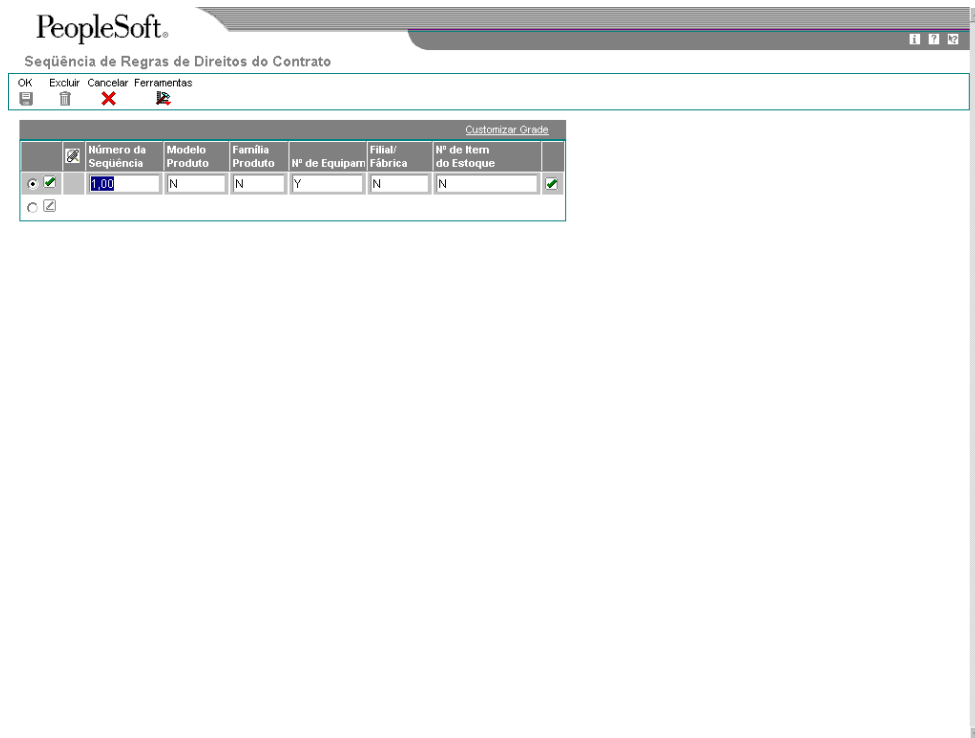 PeopleSoft®
i ?
Seqüência de Regras de Direitos do Contrato
OK Excluir Cancelar Ferramentas
Customizar Grade
Número da Seqüência Modelo Produto Família Produto Nº de Equipam Filial/ Fábrica Nº de Item do Estoque
1,00 N N Y N N